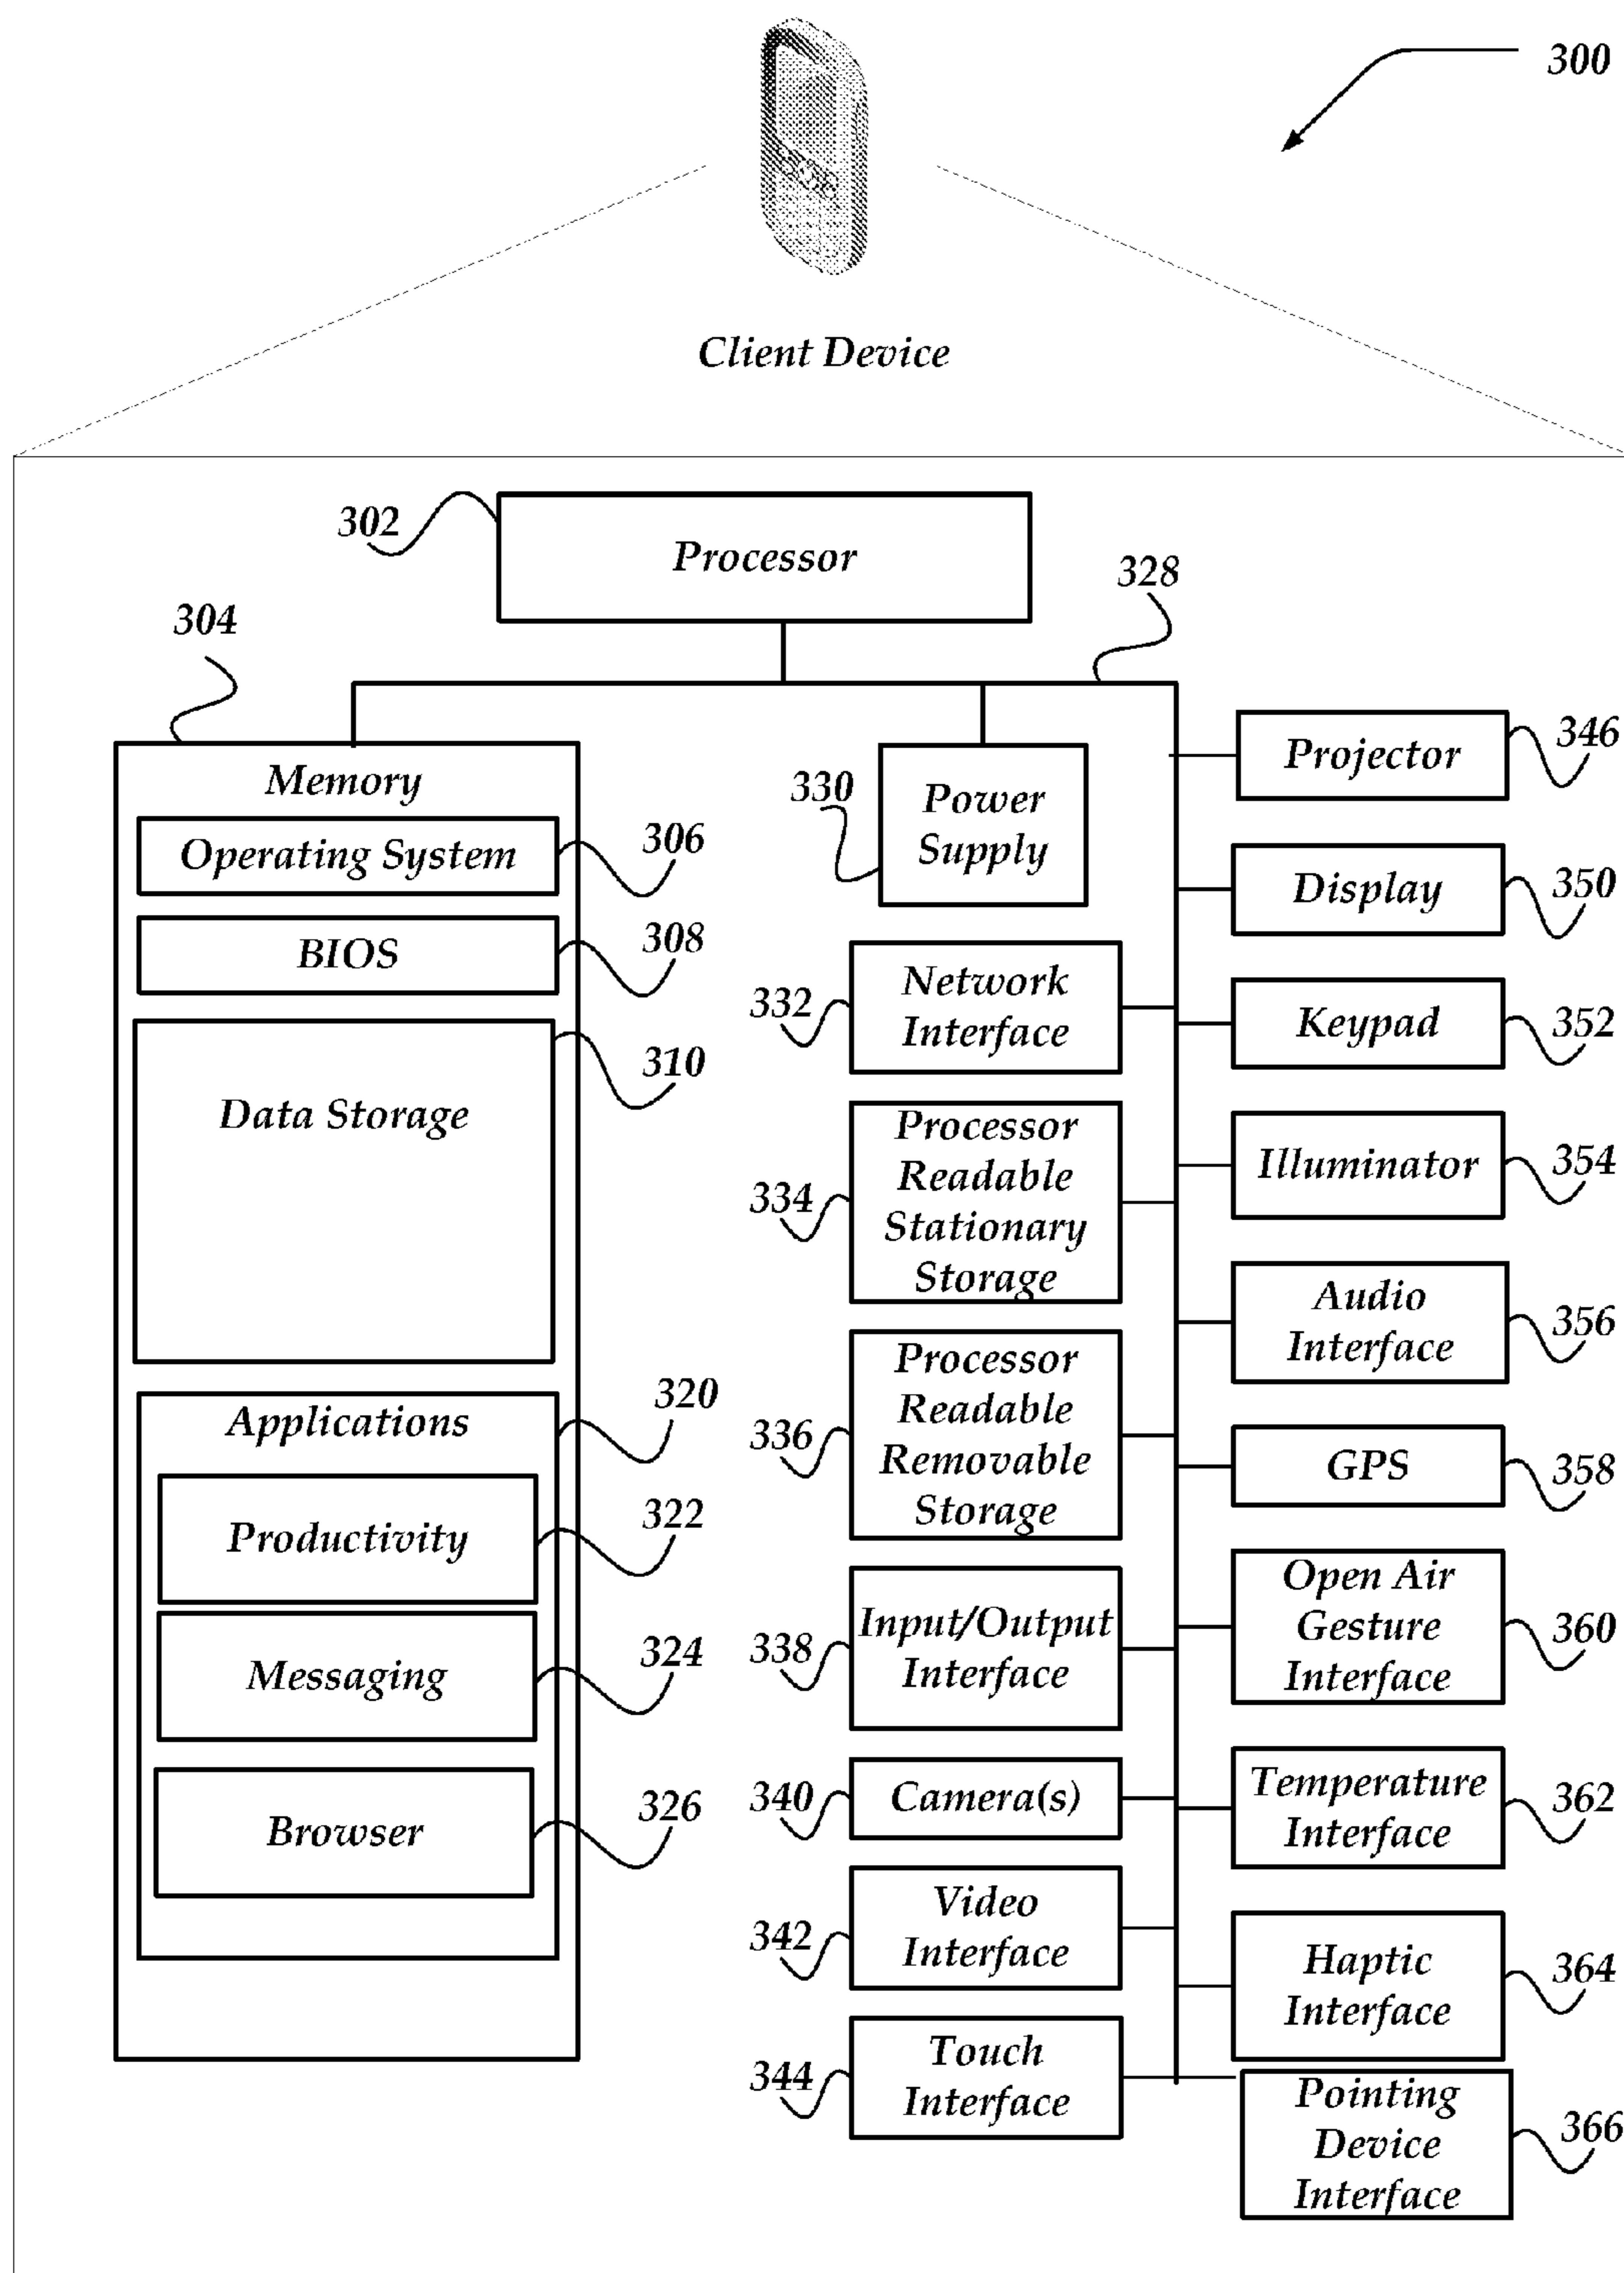 300
Client Device
302
Processor
328
304
Memory
Operating System
306
BIOS
308
Data Storage
310
Applications
320
Productivity
322
Messaging
324
Browser
326
330
Power
Supply
332
Network
Interface
334
Processor
Readable
Stationary
Storage
336
Processor
Readable
Removable
Storage
338
Input/Output
Interface
340
Camera(s)
342
Video
Interface
344
Touch
Interface
Projector
346
Display
350
Keypad
352
Illuminator
354
Audio
Interface
356
GPS
358
Open Air
Gesture
Interface
360
Temperature
Interface
362
Haptic
Interface
364
Pointing
Device
Interface
366